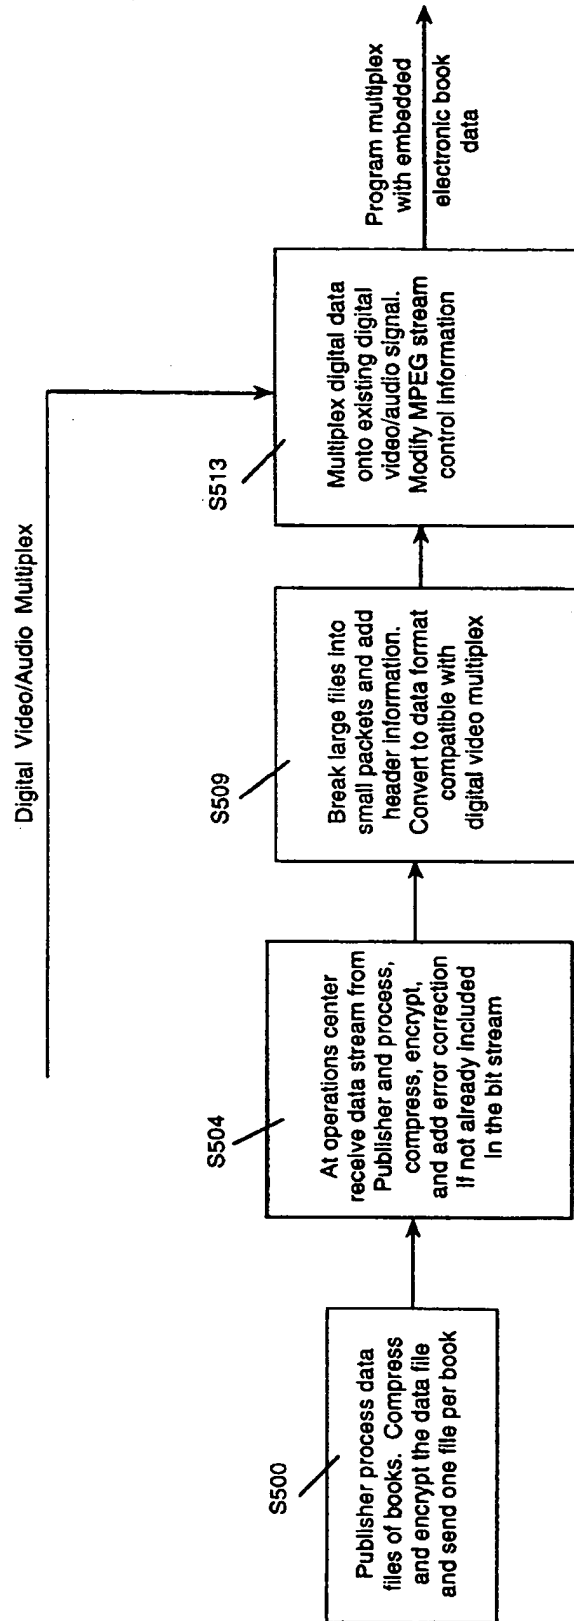 Digital Video/Audio Multiplex
S500
Publisher process data
files of books. Compress
and encrypt the data file
and send one file per book
S504
At operations center
receive data stream from
Publisher and process,
compress, encrypt,
and add error correction
If not already included
In the bit stream
S509
Break large files into
small packets and add
header information.
Convert to data format
compatible with
digital video multiplex
S513
Multiplex digital data
onto existing digital
video/audio signal.
Modify MPEG stream
control information
Program multiplex
with embedded
electronic book
data